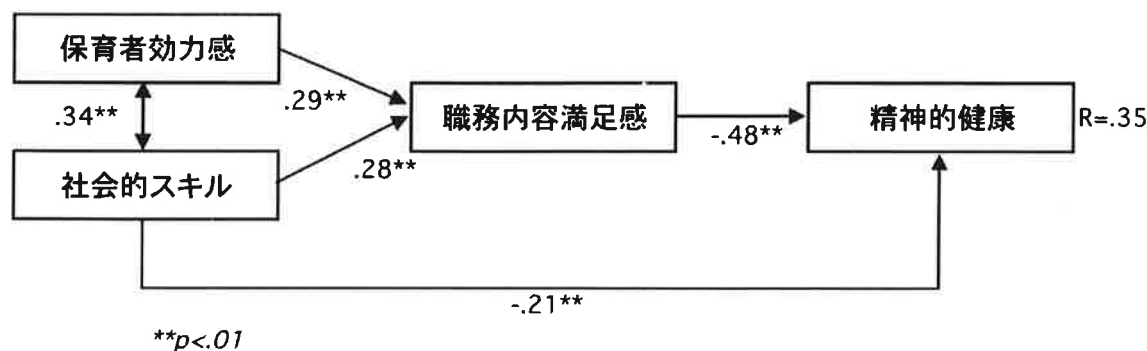 保育者効力感
.34**
.29**
職務内容満足感
-.48**
精神的健康
R=.35
社会的スキル
.28**
-.21**
**p<.01